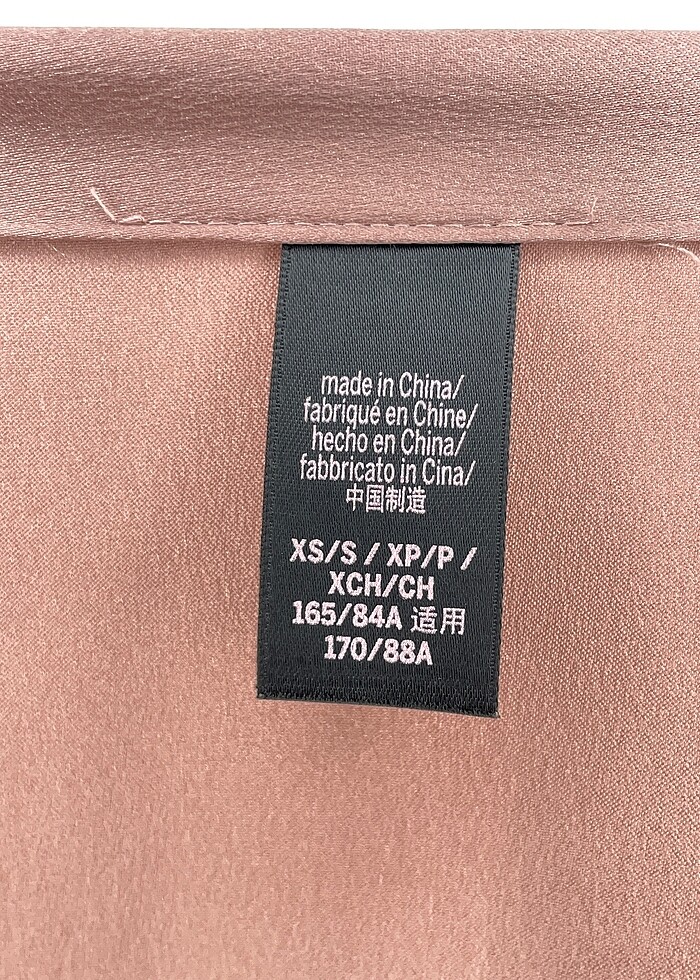 made in China/
fabriqué en Chine/
hecho en China/
fabbricato in Cina/
中国制造
XS/S / XP/P /
XCH/CH
165/84A 适用
170/88A